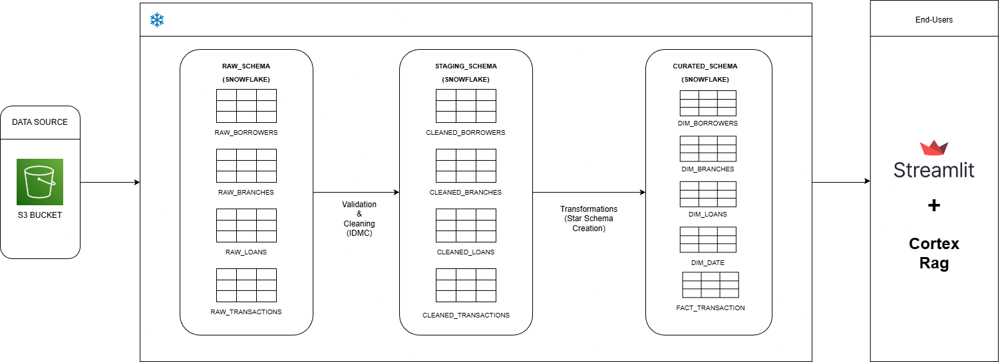 DATA SOURCE
S3 BUCKET
RAW_SCHEMA
(SNOWFLAKE)
RAW_BORROWERS
RAW_BRANCHES
RAW_LOANS
RAW_TRANSACTIONS
Validation
&
Cleaning
(IDMC)
STAGING_SCHEMA
(SNOWFLAKE)
CLEANED_BORROWERS
CLEANED_BRANCHES
CLEANED_LOANS
CLEANED_TRANSACTIONS
Transformations
(Star Schema
Creation)
CURATED_SCHEMA
(SNOWFLAKE)
DIM_BORROWERS
DIM_BRANCHES
DIM_LOANS
DIM_DATE
FACT_TRANSACTION
End-Users
Streamlit
+
Cortex
Rag